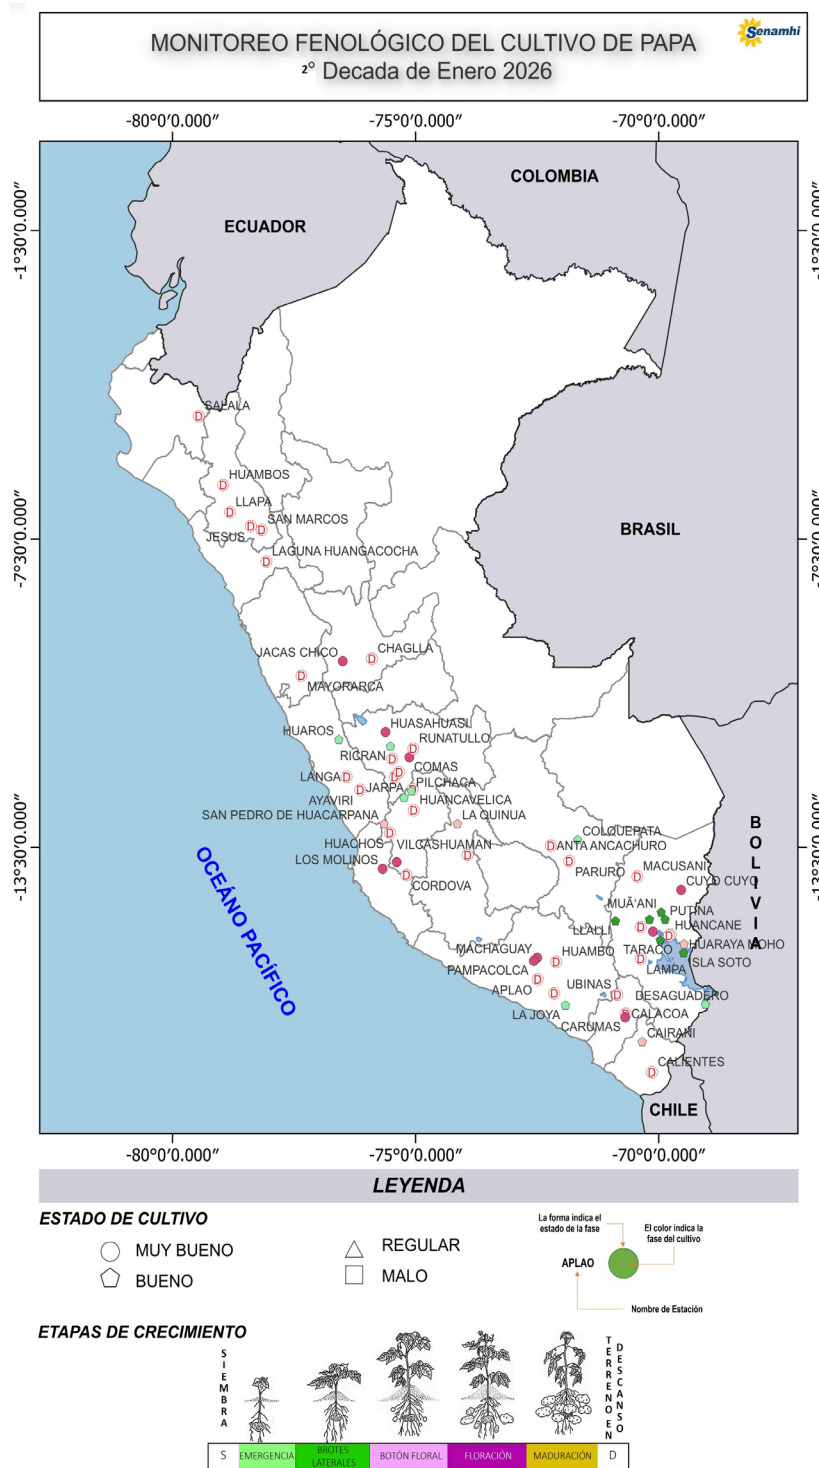 MONITOREO FENOLÓGICO DEL CULTIVO DE PAPA
2° Decada de Enero 2026
Senamhi
-80°0'0.000" -75°0'0.000" -70°0'0.000"
COLOMBIA
ECUADOR
-1°30'0.000" -1°30'0.000"
SALALA
HUAMBOS
LLAPA
SAN MARCOS
JESUS
BRASIL
-7°30'0.000" -7°30'0.000"
LAGUNA HUANGACOCHA
JACAS CHICO
CHAGLLA
MAYORARCA
HUASAHUASI
HUAROS
RUNATULLO
RICRAN
COMAS
LANGA
JARPA
PILCHACA
AYAVIRI
HUANCAVELICA
SAN PEDRO DE HUACARPANA
LA QUINUA
COLQUEPATA
HUACHOS
VILCASHUAMAN
ANTA ANCACHURO
-13°30'0.000" -13°30'0.000"
LOS MOLINOS
PARURO
MACUSANI
CORDOVA
CUYO CUYO
MUÃ'ANI
PUTINA
LLALLI
HUANCANE
MACHAGUAY
HUAMBO
TARACO
HUARAYA MOHO
PAMPACOLCA
LAMPA
ISLA SOTO
APLAO
UBINAS
DESAGUADERO
LA JOYA
CALACOA
CARUMAS
CAIRANI
CALIENTES
OCEÁNO PACÍFICO
BOLIVIA
CHILE
-80°0'0.000" -75°0'0.000" -70°0'0.000"
LEYENDA
ESTADO DE CULTIVO
MUY BUENO
BUENO
REGULAR
MALO
La forma indica el
estado de la fase
El color indica la
fase del cultivo
APLAO
Nombre de Estación
ETAPAS DE CRECIMIENTO
SIEMBRA
TERRENO EN
DESCANSO
S EMERGENCIA BROTES LATERALES BOTÓN FLORAL FLORACIÓN MADURACIÓN D